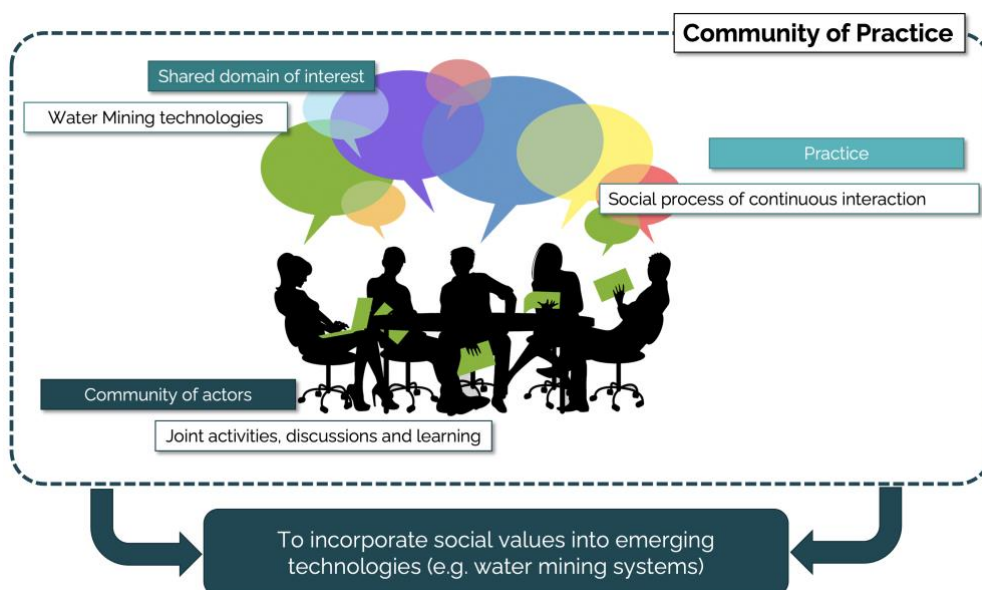 Community of Practice
Shared domain of interest
Water Mining technologies
Practice
Social process of continuous interaction
Community of actors
Joint activities, discussions and learning
To incorporate social values into emerging
technologies (e.g. water mining systems)